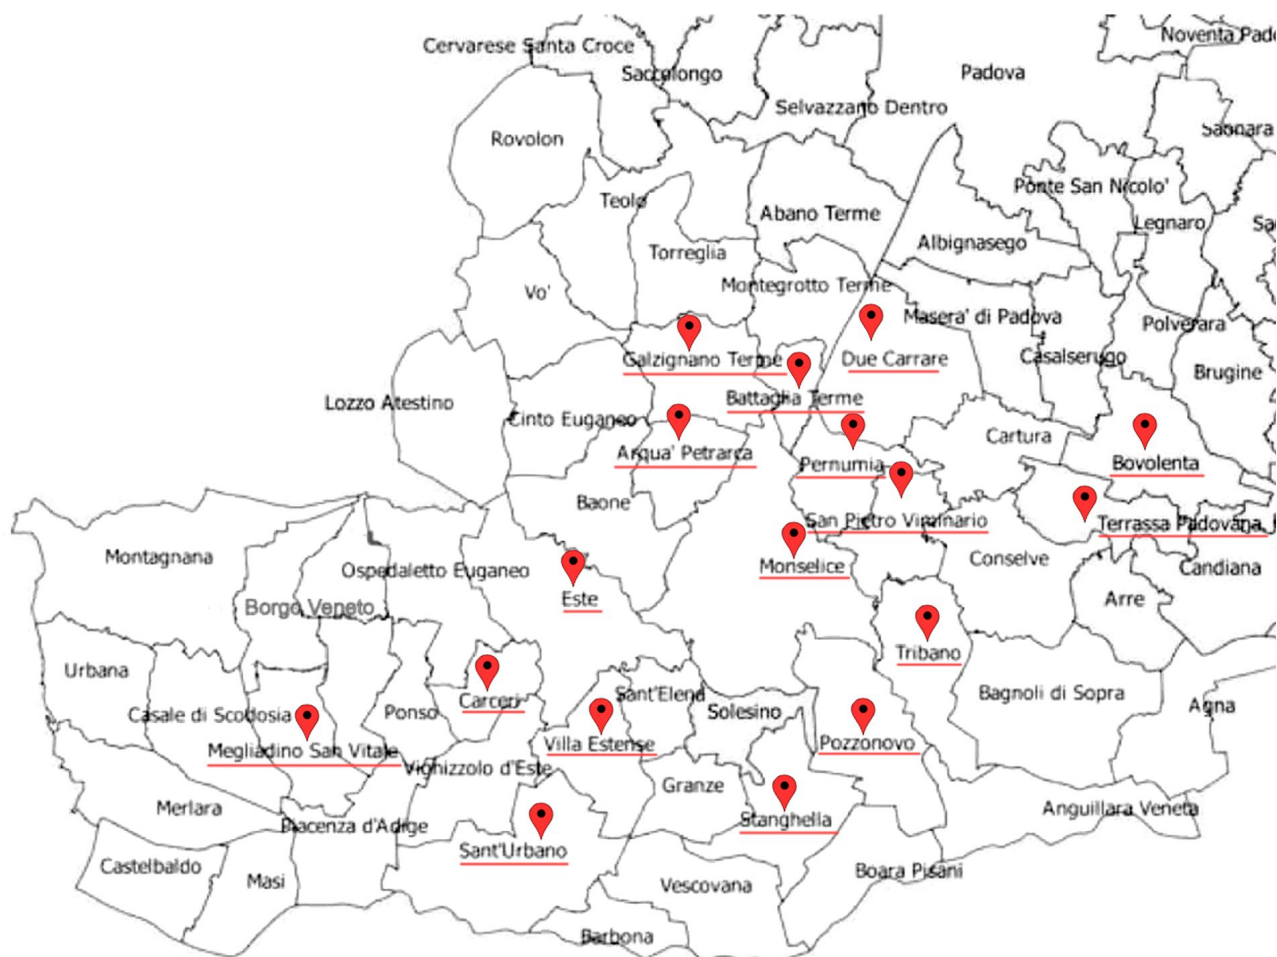 Noventa Pado
Cervarese Santa Croce
Saccolongo
Padova
Selvazzano Dentro
Saonara
Rovolon
Ponte San Nicolo'
Teolo
Abano Terme
Legnaro
Sa
Albignasego
Torreglia
Montegrotto Terme
Vo'
Masera' di Padova
Polverara
Galzignano Terme
Due Carrare
Casalserugo
Brugine
Battaglia Terme
Lozzo Atestino
Cinto Euganeo
Cartura
Arqua' Petrarca
Pernumia
Bovolenta
Baone
San Pietro Viminario
Terrassa Padovana
Montagnana
Ospedaletto Euganeo
Monselice
Conselve
Candiana
Este
Borgo Veneto
Arre
Tribano
Urbana
Carceri
Sant'Elena
Bagnoli di Sopra
Casale di Scodosia
Ponso
Solesino
Agna
Megliadino San Vitale
Villa Estense
Pozzonovo
Vighizzolo d'Este
Granze
Merlara
Anguillara Veneta
Piacenza d'Adige
Stanghella
Sant'Urbano
Castelbaldo
Masi
Boara Pisani
Vescovana
Barbona